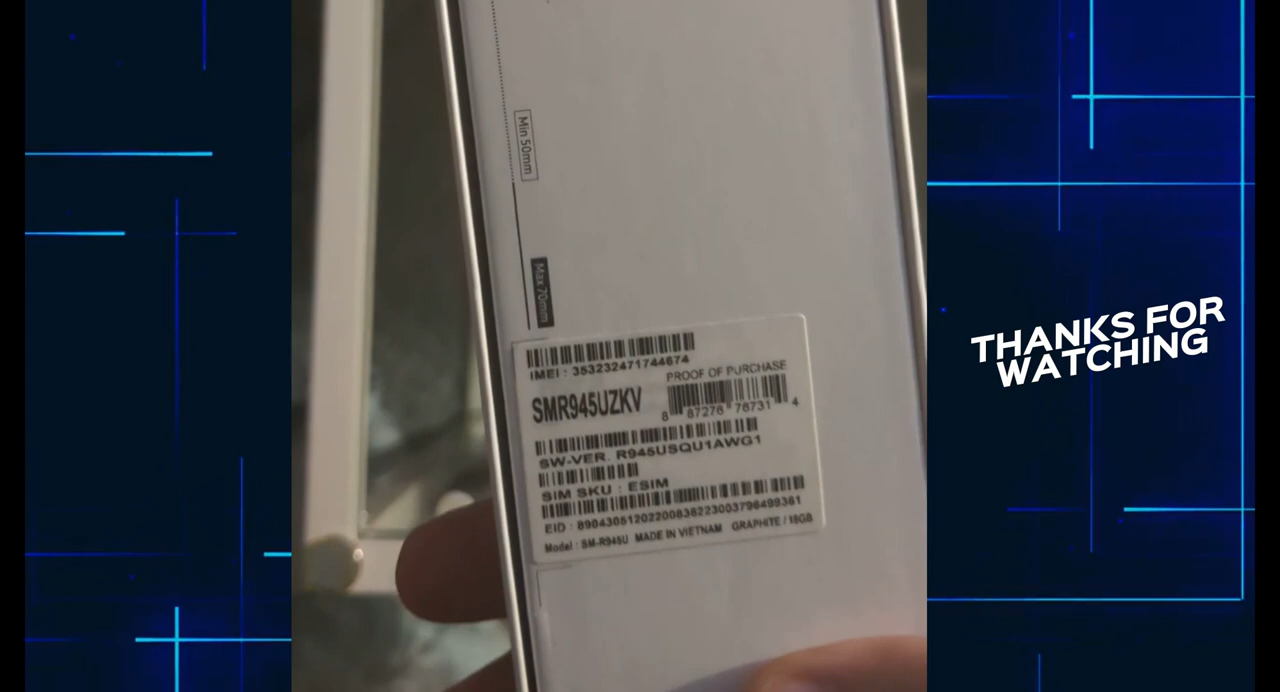 Min 50mm
Max 70mm
IMEI : 353232471744674
PROOF OF PURCHASE
SMR945UZKV
8 87276 78731 4
SW-VER. R945USQU1AWG1
SIM SKU : ESIM
EID : 89043051202200836223003796499361
Model : SM-R945U MADE IN VIETNAM GRAPHITE / 16GB
THANKS FOR
WATCHING